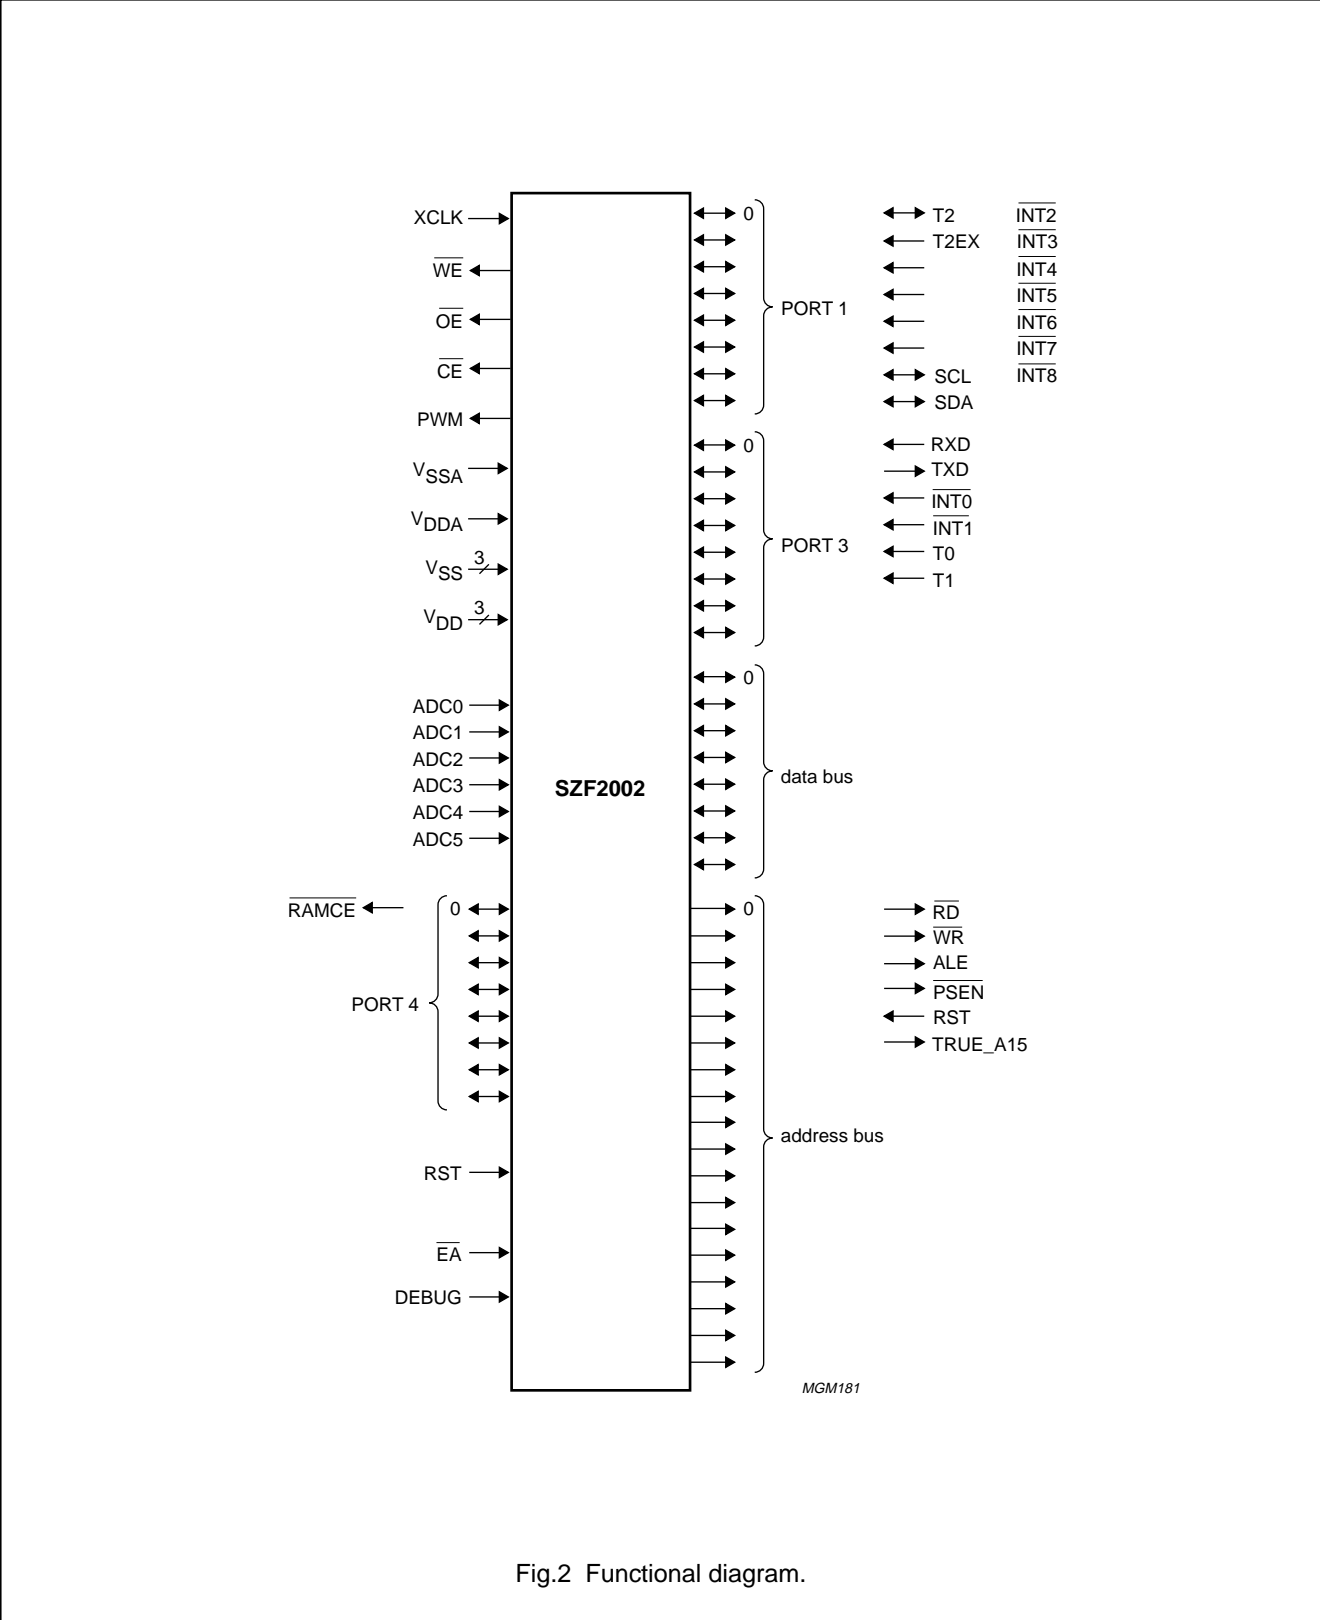 XCLK
WE
OE
CE
PWM
VSSA
VDDA
VSS 3
VDD 3
ADC0
ADC1
ADC2
ADC3
ADC4
ADC5
RAMCE
0
PORT 4
RST
EA
DEBUG
SZF2002
0
PORT 1
T2 INT2
T2EX INT3
INT4
INT5
INT6
INT7
SCL INT8
SDA
0
PORT 3
RXD
TXD
INT0
INT1
T0
T1
0
data bus
0
address bus
RD
WR
ALE
PSEN
RST
TRUE_A15
MGM181
Fig.2 Functional diagram.